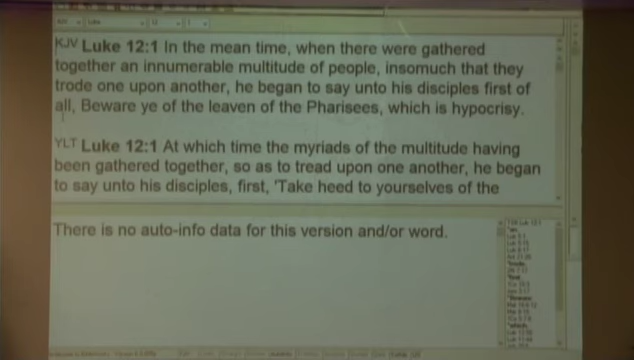 KJV Luke 12:1 In the mean time, when there were gathered
together an innumerable multitude of people, insomuch that they
trode one upon another, he began to say unto his disciples first of
all, Beware ye of the leaven of the Pharisees, which is hypocrisy.
YLT Luke 12:1 At which time the myriads of the multitude having
been gathered together, so as to tread upon one another, he began
to say unto his disciples, first, 'Take heed to yourselves of the
There is no auto-info data for this version and/or word.